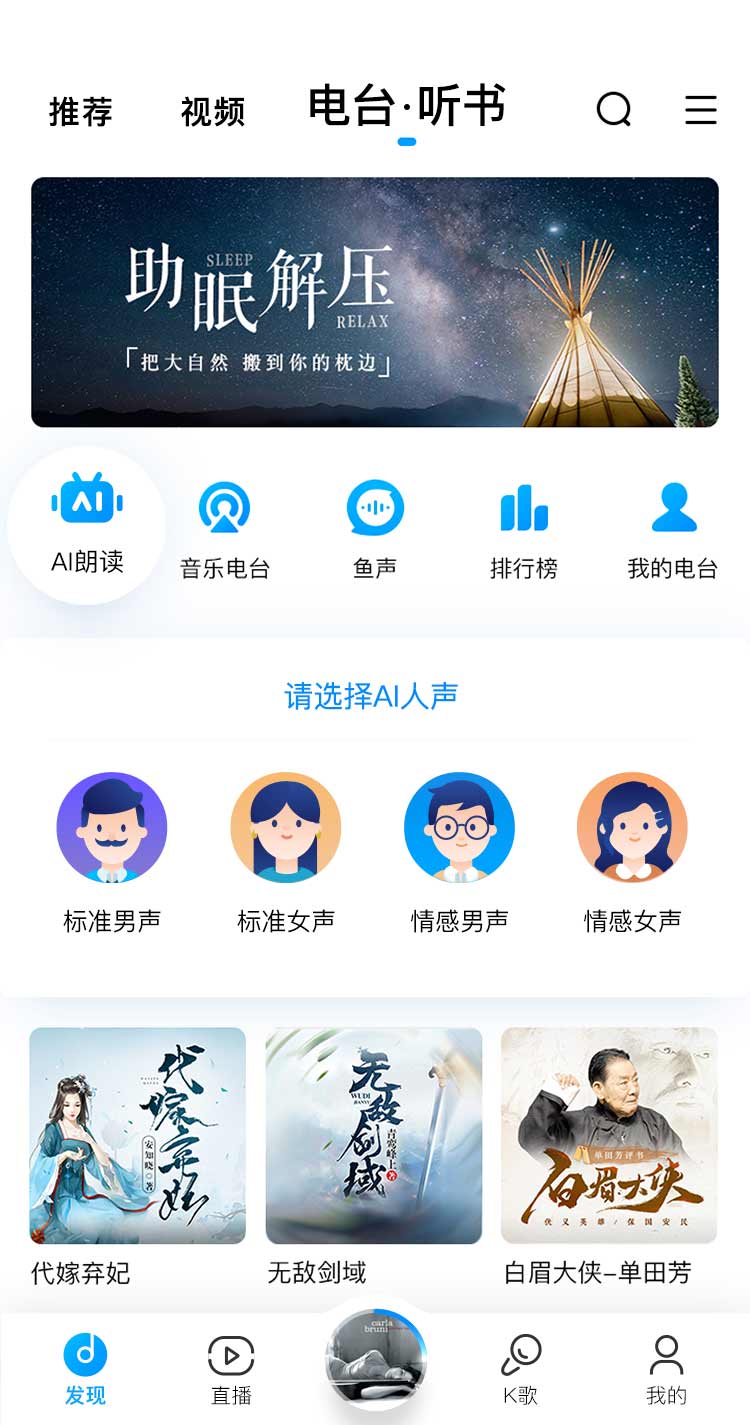 推荐
视频
电台·听书
助眠解压
SLEEP
RELAX
「把大自然 搬到你的枕边」
AI
AI朗读
音乐电台
鱼声
排行榜
我的电台
请选择AI人声
标准男声
标准女声
情感男声
情感女声
代嫁弃妃
安知晓◎著
无敌剑域
WUDI
JIANYU
青鸾峰上著
单田芳评书
白眉大侠
仗义英雄/保国安民
代嫁弃妃
无敌剑域
白眉大侠-单田芳
carla
bruni
发现
直播
K歌
我的